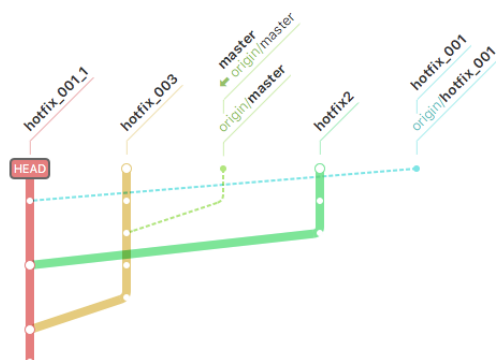 hotfix_001_1
hotfix_003
master
origin/master
origin/master
hotfix2
hotfix_001
origin/hotfix_001
HEAD